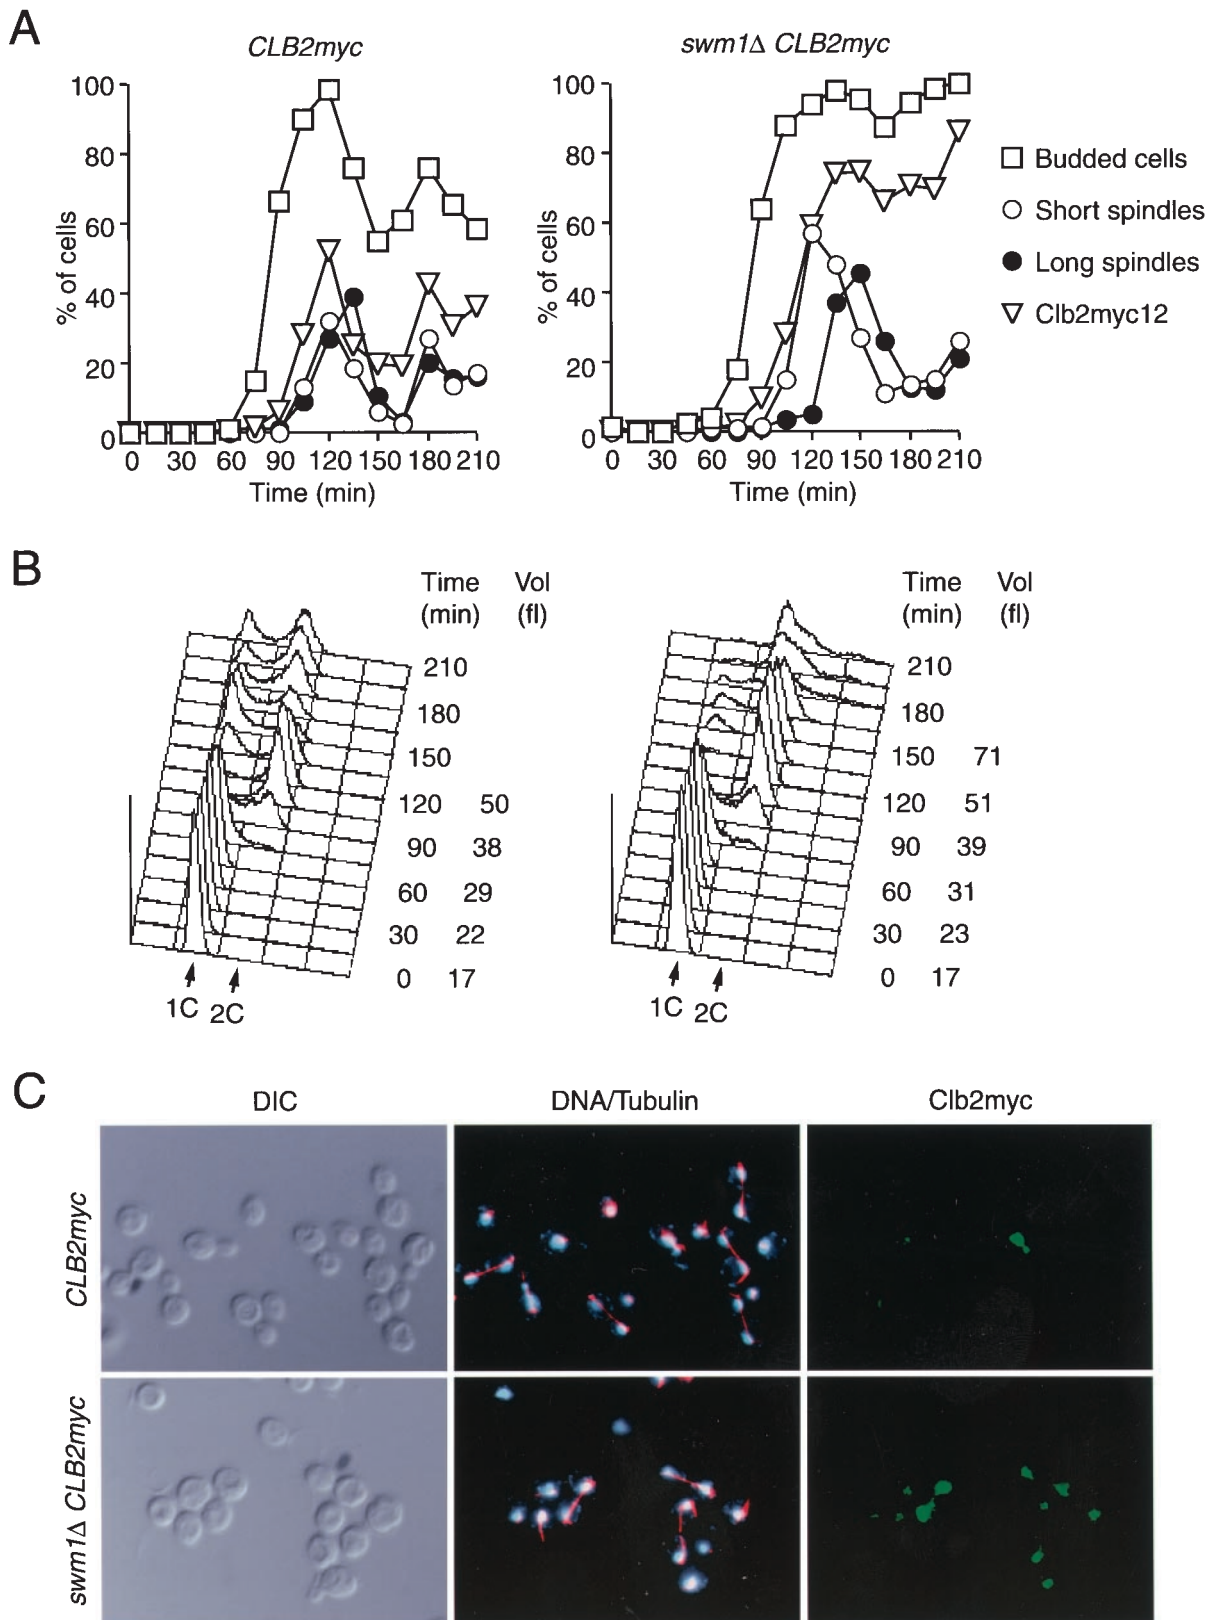 A
CLB2myc
swm1Δ CLB2myc
% of cells
100
80
60
40
20
0
0 30 60 90 120 150 180 210
Time (min)
% of cells
100
80
60
40
20
0
0 30 60 90 120 150 180 210
Time (min)
Budded cells
Short spindles
Long spindles
Clb2myc12
B
Time Vol
(min) (fl)
210
180
150
120 50
90 38
60 29
30 22
0 17
1C 2C
Time Vol
(min) (fl)
210
180
150 71
120 51
90 39
60 31
30 23
0 17
1C 2C
C
DIC
DNA/Tubulin
Clb2myc
CLB2myc
swm1Δ CLB2myc